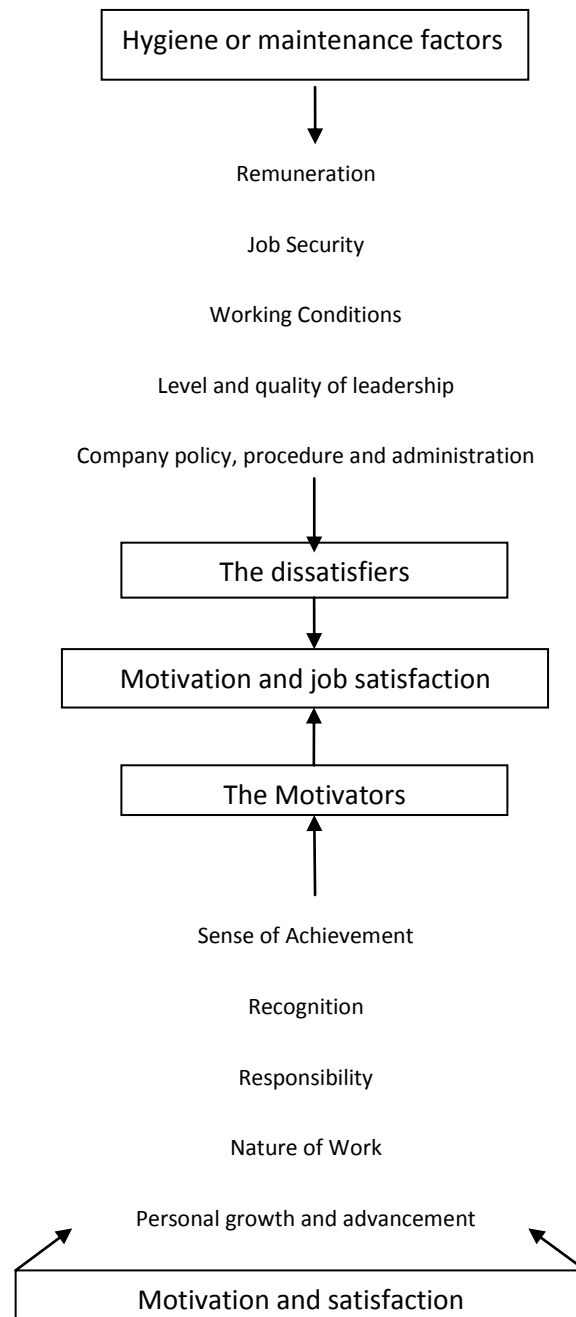 Hygiene or maintenance factors
Remuneration
Job Security
Working Conditions
Level and quality of leadership
Company policy, procedure and administration
The dissatisfiers
Motivation and job satisfaction
The Motivators
Sense of Achievement
Recognition
Responsibility
Nature of Work
Personal growth and advancement
Motivation and satisfaction